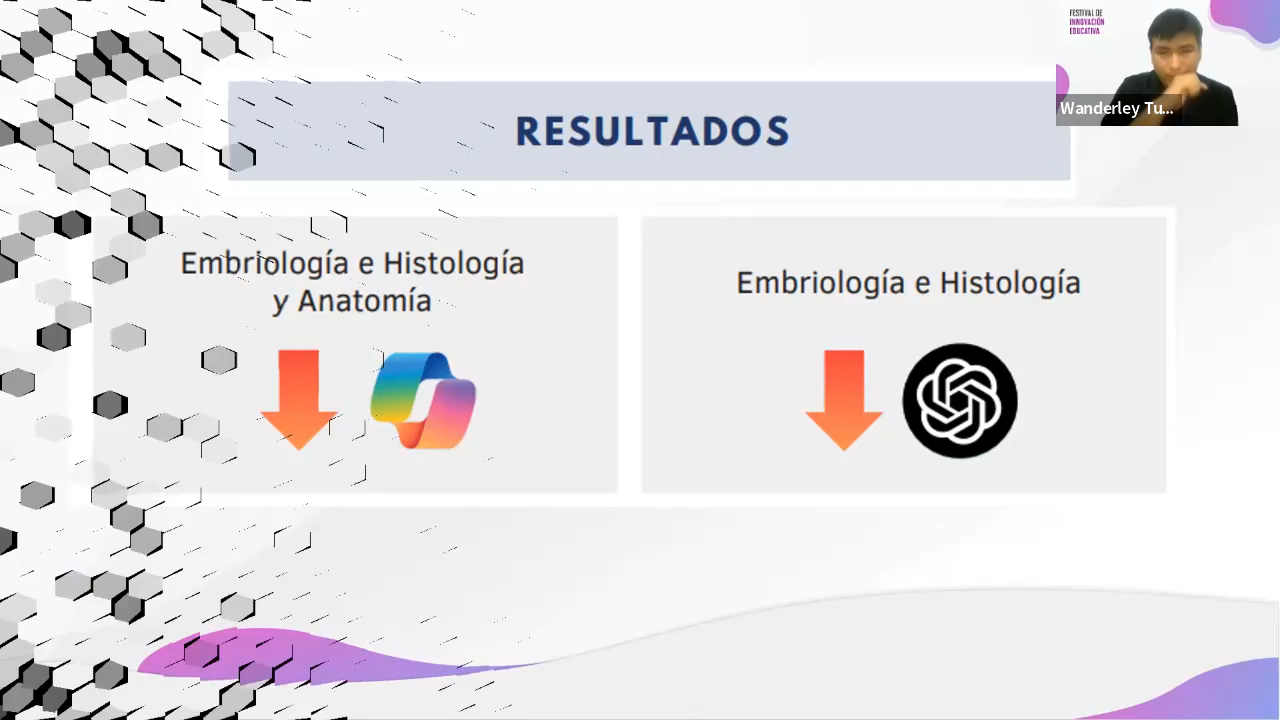 FESTIVAL DE
INNOVACIÓN
EDUCATIVA
Wanderley Tu...
RESULTADOS
Embriología e Histología
y Anatomía
Embriología e Histología